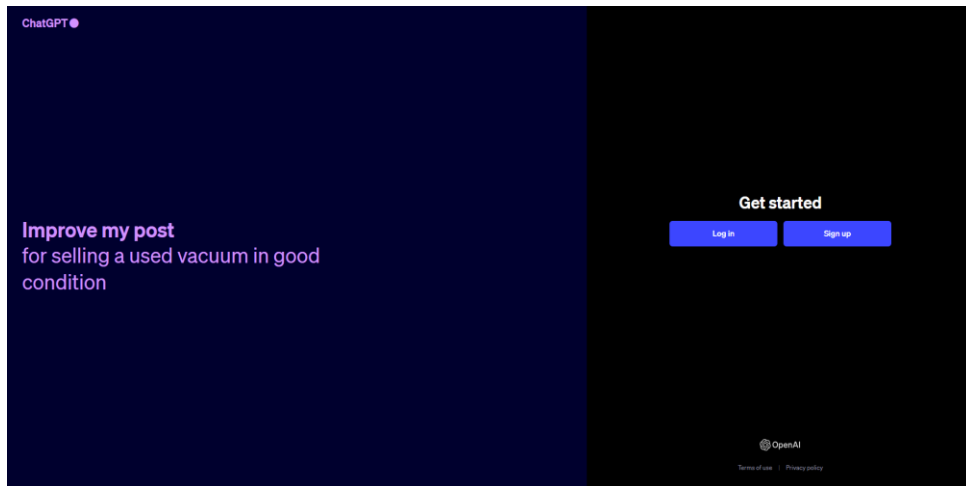 ChatGPT
Improve my post
for selling a used vacuum in good
condition
Get started
Log in
Sign up
OpenAI
Terms of use | Privacy policy